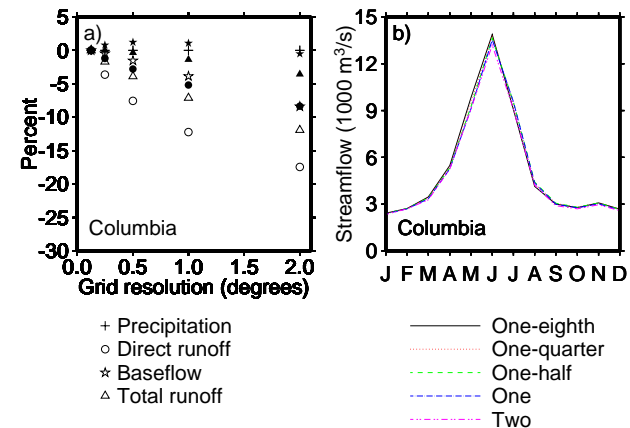 a)
5
0
-5
-10
-15
-20
-25
-30
Percent
Columbia
0.0 0.5 1.0 1.5 2.0
Grid resolution (degrees)
Precipitation
Direct runoff
Baseflow
Total runoff
b)
15
12
9
6
3
0
Streamflow (1000 m³/s)
Columbia
J F M A M J J A S O N D
One-eighth
One-quarter
One-half
One
Two